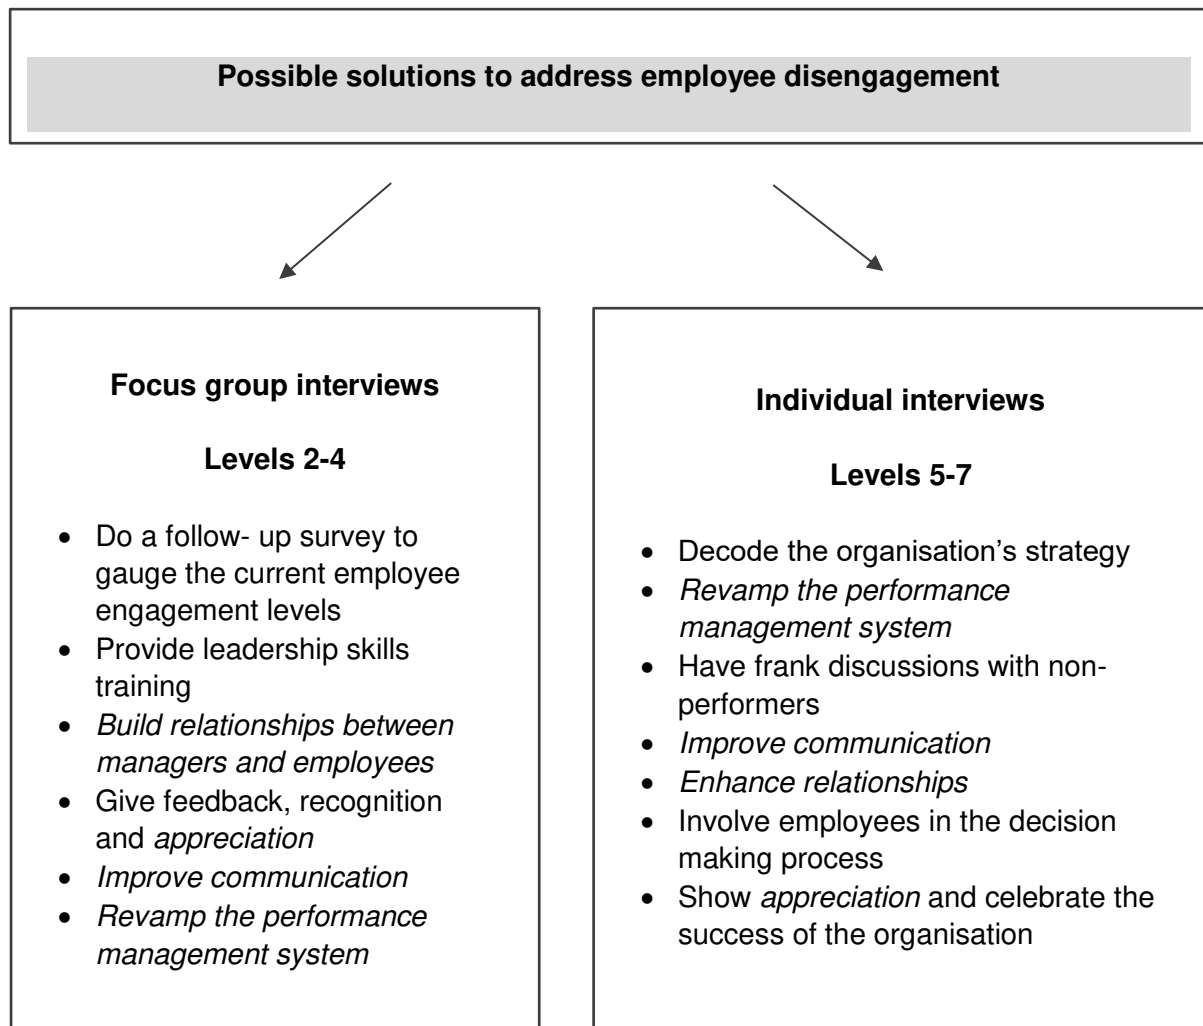 Possible solutions to address employee disengagement
Focus group interviews
Levels 2-4
• Do a follow- up survey to
gauge the current employee
engagement levels
• Provide leadership skills
training
• Build relationships between
managers and employees
• Give feedback, recognition
and appreciation
• Improve communication
• Revamp the performance
management system
Individual interviews
Levels 5-7
• Decode the organisation’s strategy
• Revamp the performance
management system
• Have frank discussions with non-
performers
• Improve communication
• Enhance relationships
• Involve employees in the decision
making process
• Show appreciation and celebrate the
success of the organisation